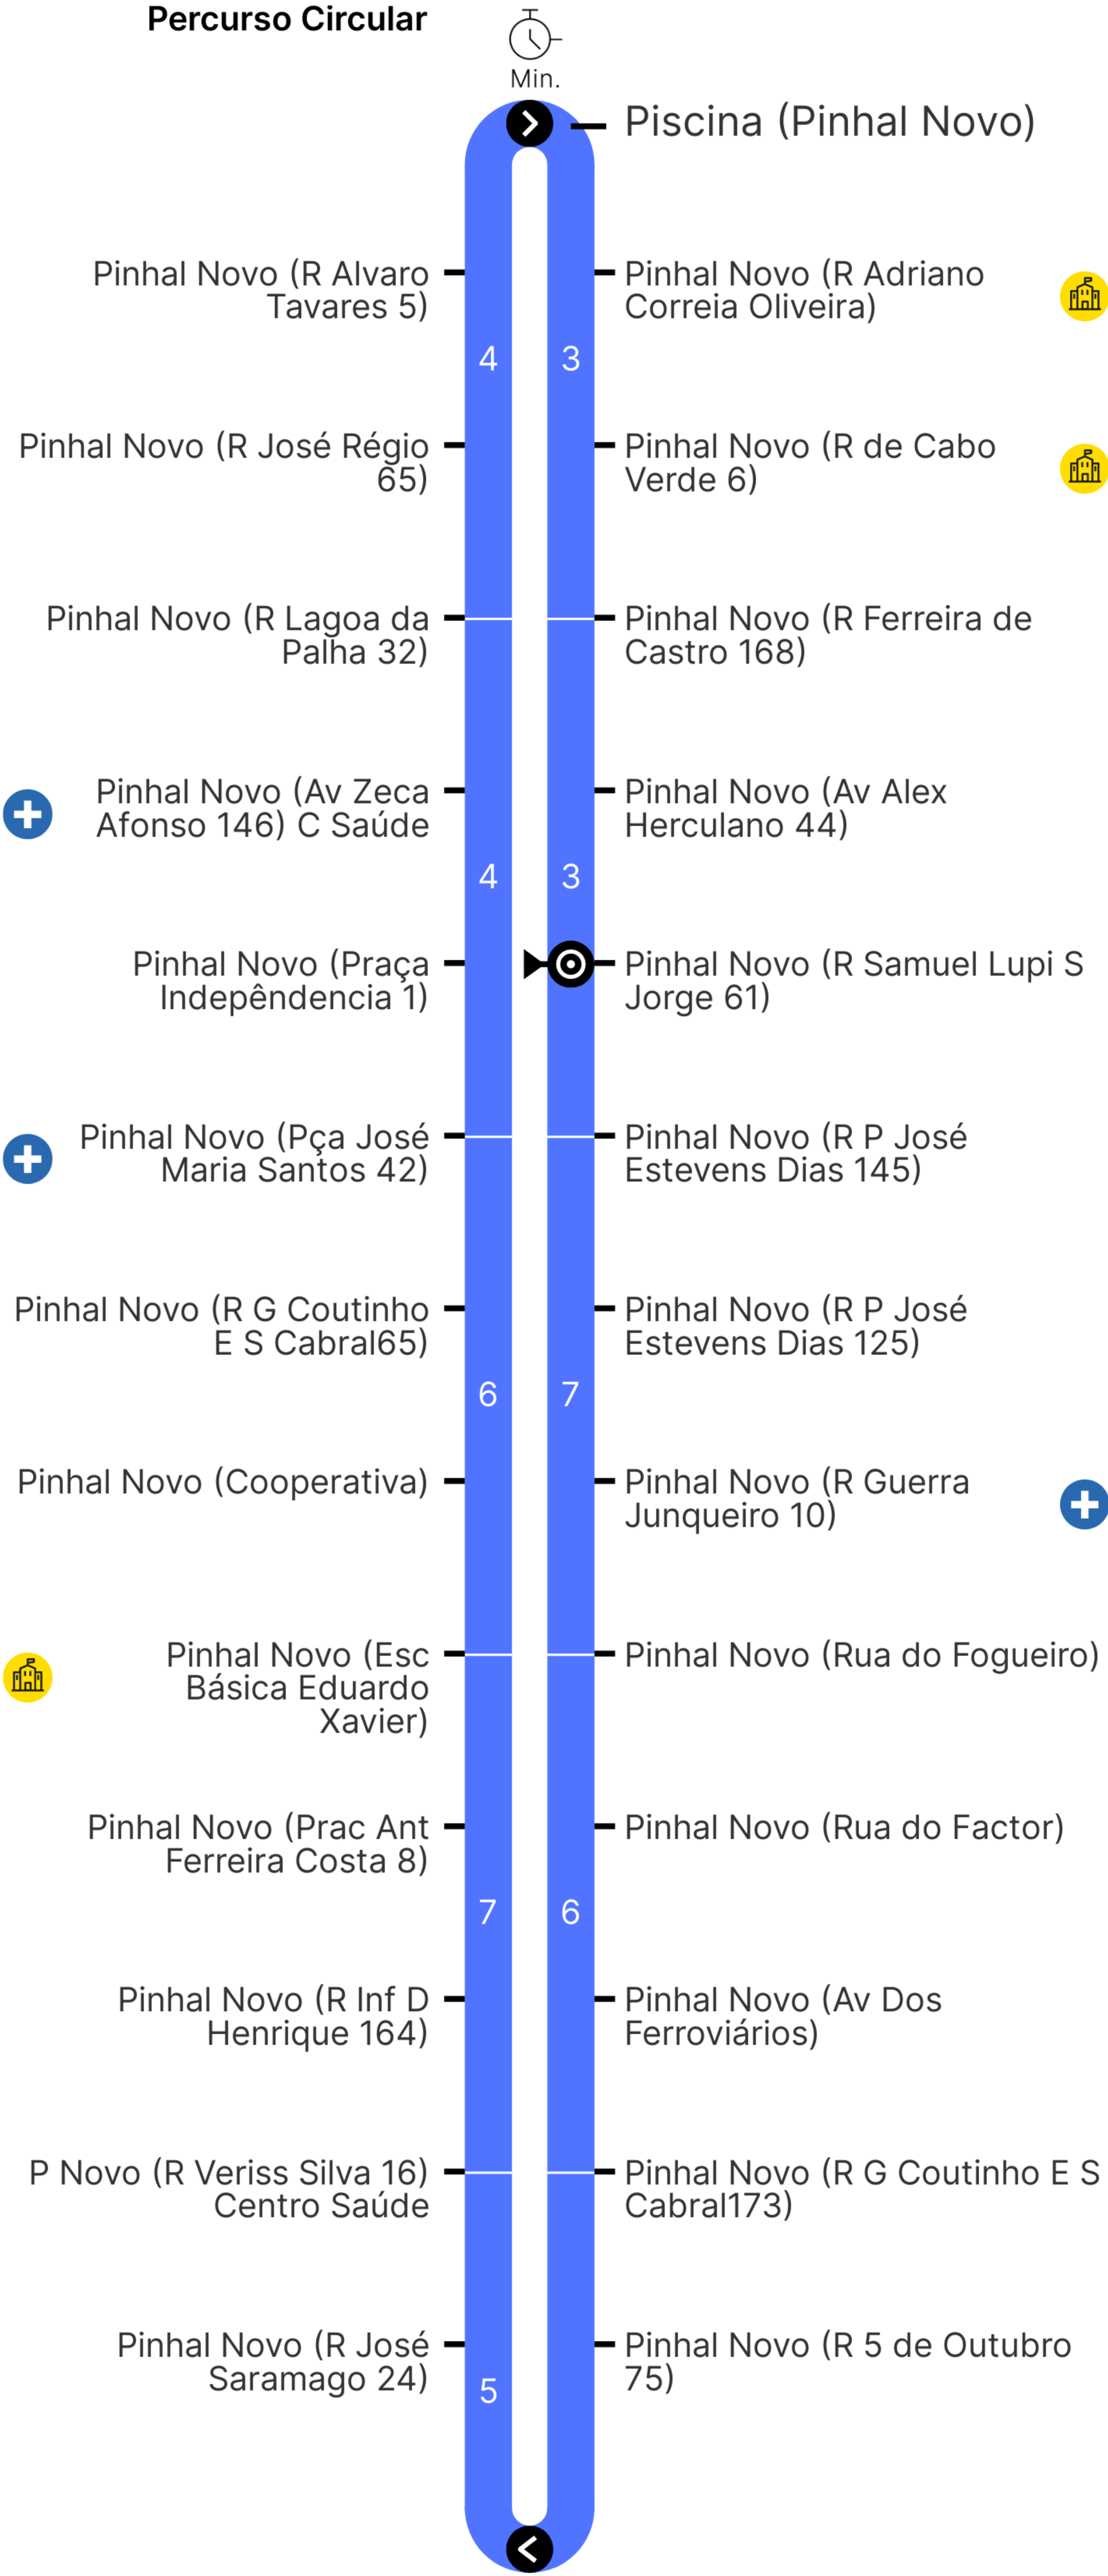 Percurso Circular
Min.
Piscina (Pinhal Novo)
Pinhal Novo (R Alvaro
Tavares 5)
Pinhal Novo (R Adriano
Correia Oliveira)
4
3
Pinhal Novo (R José Régio
65)
Pinhal Novo (R de Cabo
Verde 6)
Pinhal Novo (R Lagoa da
Palha 32)
Pinhal Novo (R Ferreira de
Castro 168)
Pinhal Novo (Av Zeca
Afonso 146) C Saúde
Pinhal Novo (Av Alex
Herculano 44)
4
3
Pinhal Novo (Praça
Indepêndencia 1)
Pinhal Novo (R Samuel Lupi S
Jorge 61)
Pinhal Novo (Pça José
Maria Santos 42)
Pinhal Novo (R P José
Estevens Dias 145)
Pinhal Novo (R G Coutinho
E S Cabral65)
Pinhal Novo (R P José
Estevens Dias 125)
6
7
Pinhal Novo (Cooperativa)
Pinhal Novo (R Guerra
Junqueiro 10)
Pinhal Novo (Esc
Básica Eduardo
Xavier)
Pinhal Novo (Rua do Fogueiro)
Pinhal Novo (Prac Ant
Ferreira Costa 8)
Pinhal Novo (Rua do Factor)
7
6
Pinhal Novo (R Inf D
Henrique 164)
Pinhal Novo (Av Dos
Ferroviários)
P Novo (R Veriss Silva 16)
Centro Saúde
Pinhal Novo (R G Coutinho E S
Cabral173)
Pinhal Novo (R José
Saramago 24)
Pinhal Novo (R 5 de Outubro
75)
5